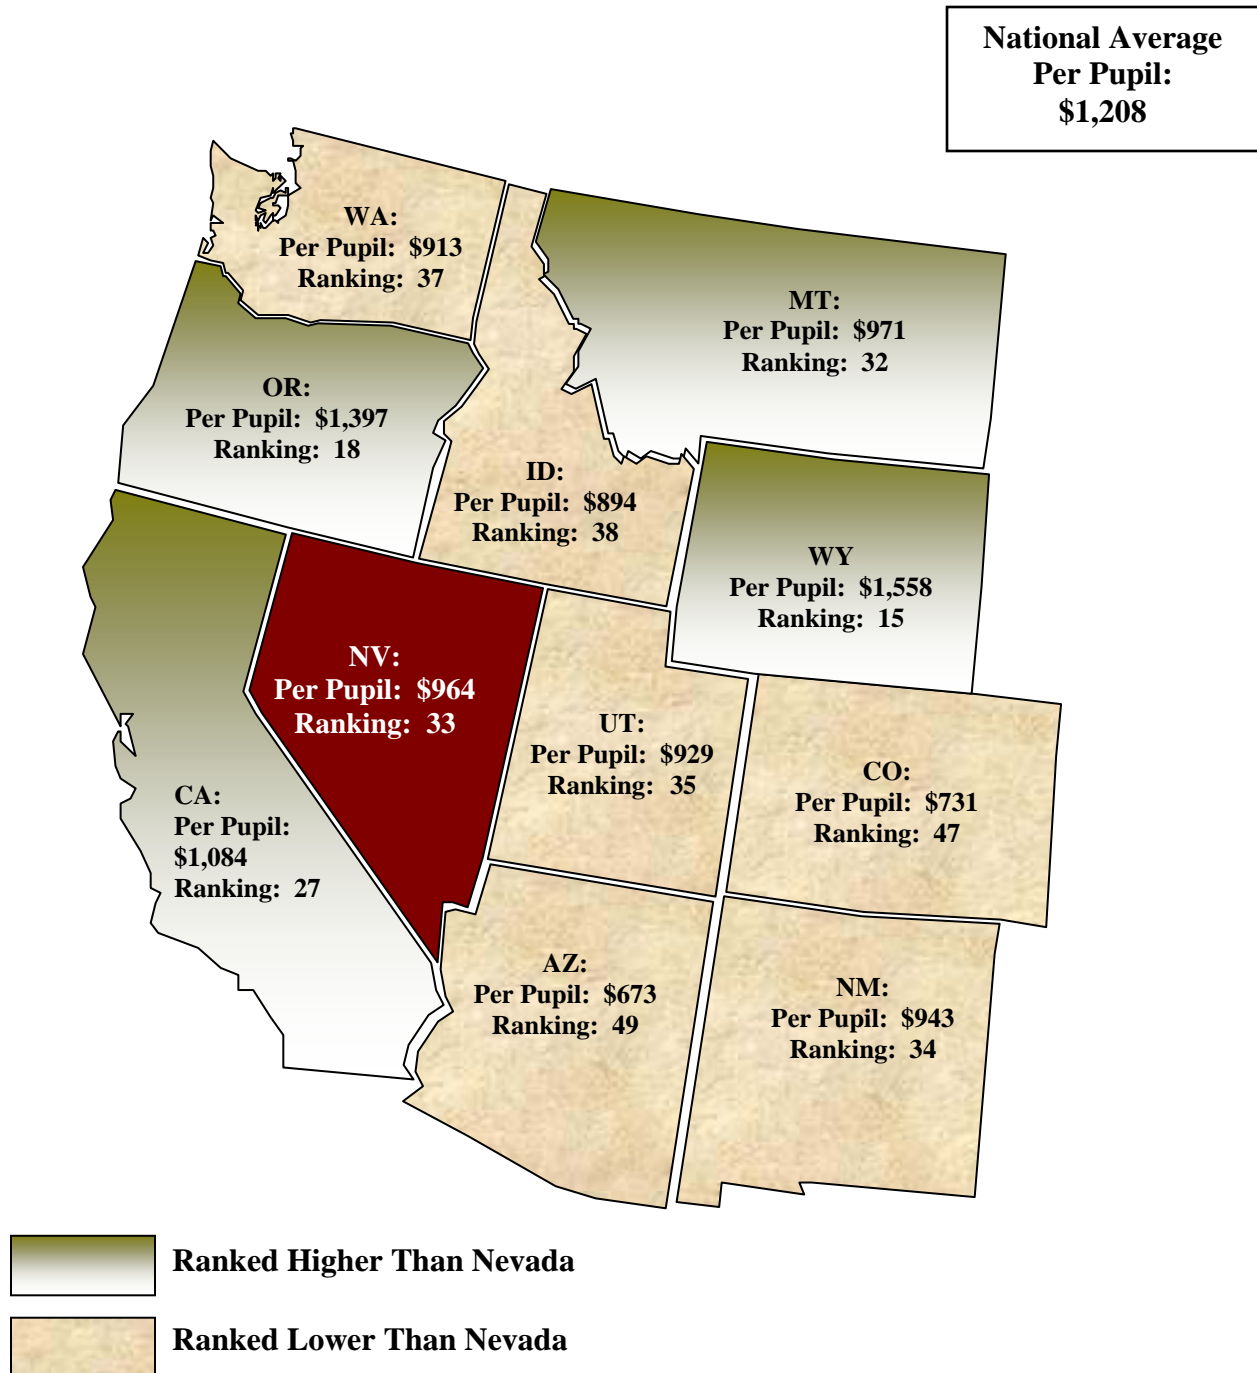 National Average
Per Pupil:
$1,208
WA:
Per Pupil: $913
Ranking: 37
MT:
Per Pupil: $971
Ranking: 32
OR:
Per Pupil: $1,397
Ranking: 18
ID:
Per Pupil: $894
Ranking: 38
WY
Per Pupil: $1,558
Ranking: 15
NV:
Per Pupil: $964
Ranking: 33
UT:
Per Pupil: $929
Ranking: 35
CO:
Per Pupil: $731
Ranking: 47
CA:
Per Pupil:
$1,084
Ranking: 27
AZ:
Per Pupil: $673
Ranking: 49
NM:
Per Pupil: $943
Ranking: 34
Ranked Higher Than Nevada
Ranked Lower Than Nevada